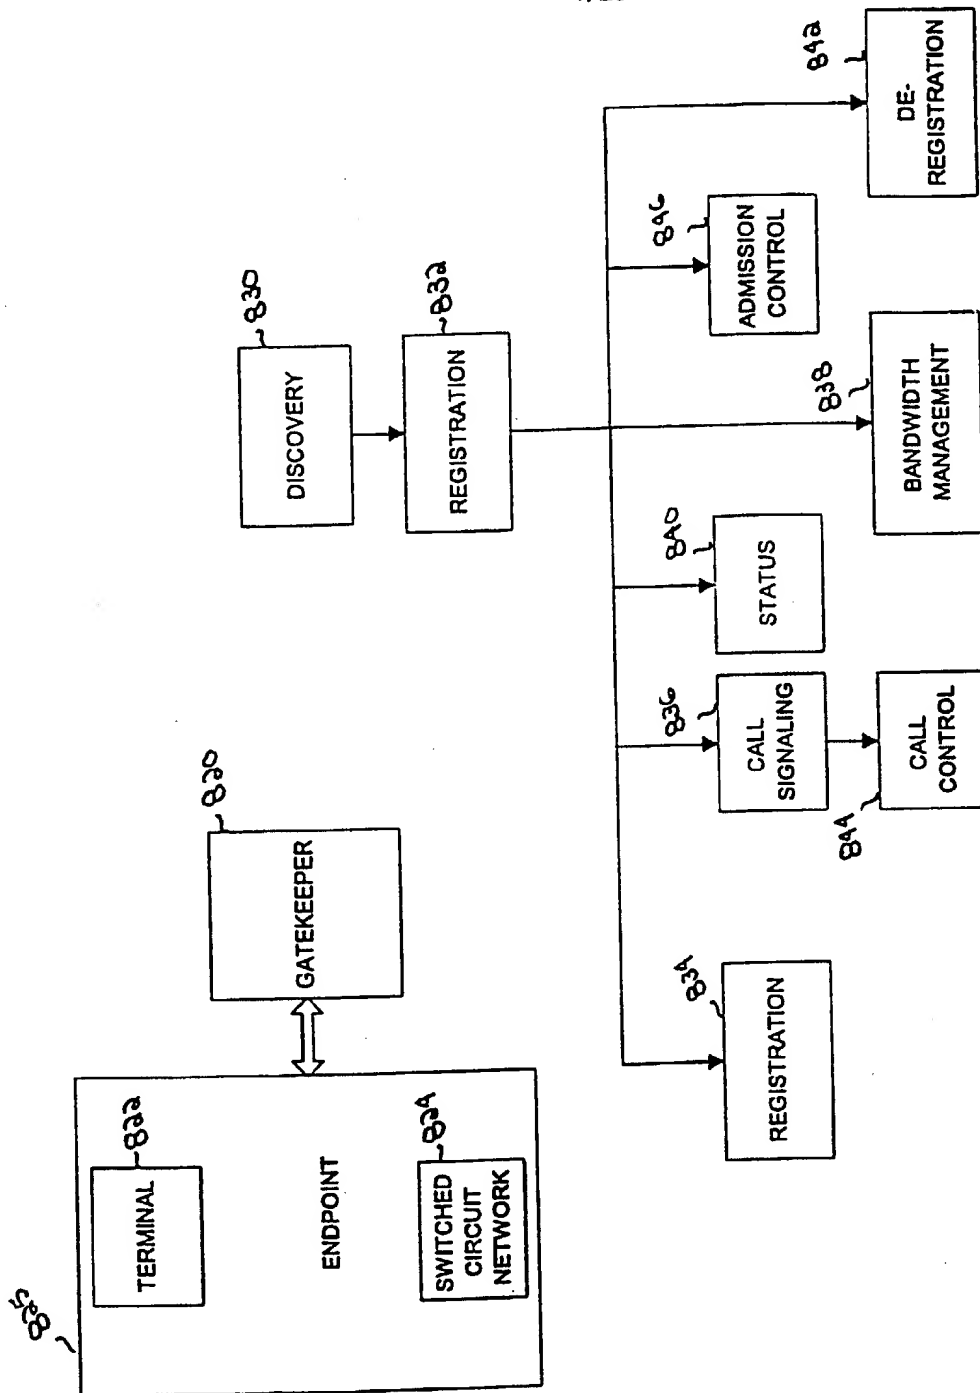 825
TERMINAL
822
ENDPOINT
SWITCHED
CIRCUIT
NETWORK
824
GATEKEEPER
820
DISCOVERY
830
REGISTRATION
832
REGISTRATION
834
CALL
SIGNALING
836
CALL
CONTROL
844
STATUS
840
BANDWIDTH
MANAGEMENT
838
ADMISSION
CONTROL
846
DE-
REGISTRATION
842